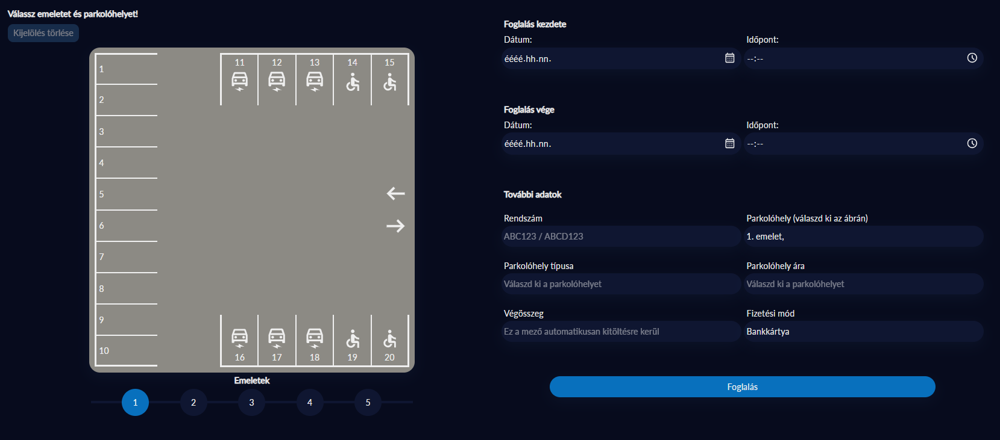 Válassz emeletet és parkolóhelyet!
Kijelölés törlése
1
2
3
4
5
6
7
8
9
10
11 12 13 14 15
16 17 18 19 20
Emeletek
1 2 3 4 5
Foglalás kezdete
Dátum: Időpont:
éééé.hh.nn. --:--
Foglalás vége
Dátum: Időpont:
éééé.hh.nn. --:--
További adatok
Rendszám Parkolóhely (válaszd ki az ábrán)
ABC123 / ABCD123 1. emelet,
Parkolóhely típusa Parkolóhely ára
Válaszd ki a parkolóhelyet Válaszd ki a parkolóhelyet
Végösszeg Fizetési mód
Ez a mező automatikusan kitöltésre kerül Bankkártya
Foglalás